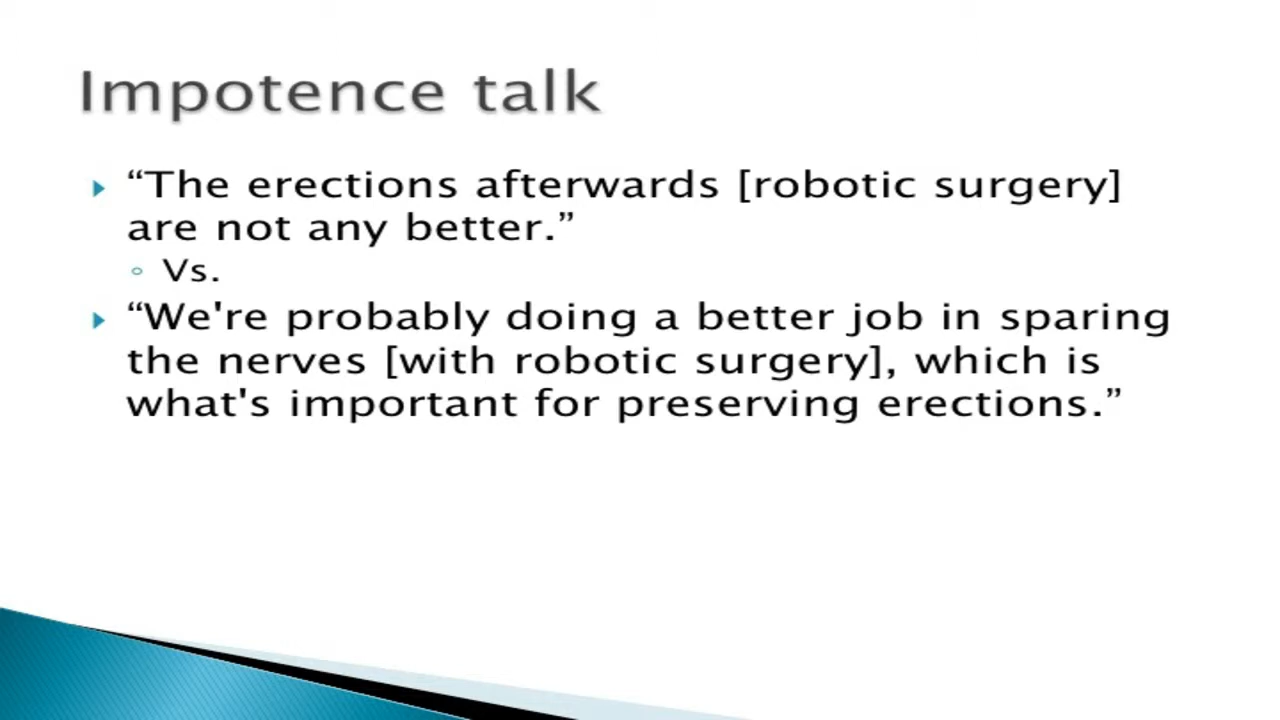 Impotence talk
“The erections afterwards [robotic surgery]
are not any better.”
Vs.
“We're probably doing a better job in sparing
the nerves [with robotic surgery], which is
what's important for preserving erections.”